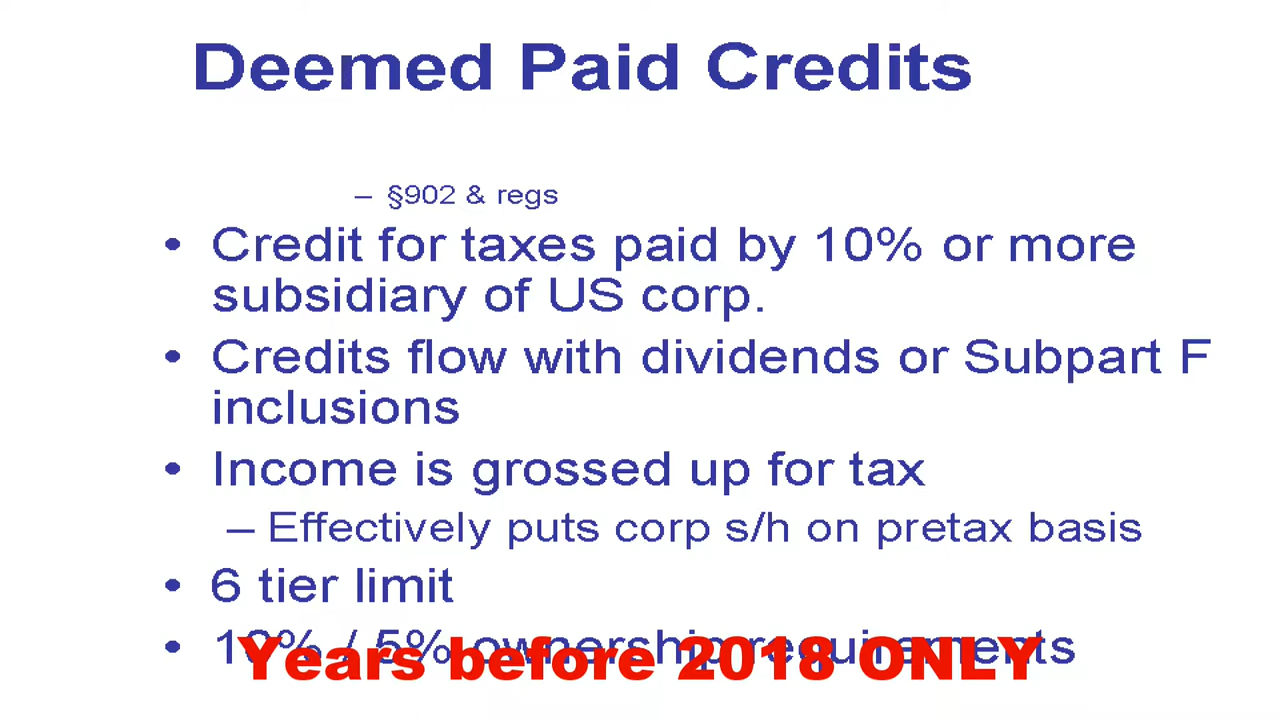 Deemed Paid Credits
– §902 & regs
• Credit for taxes paid by 10% or more
subsidiary of US corp.
• Credits flow with dividends or Subpart F
inclusions
• Income is grossed up for tax
– Effectively puts corp s/h on pretax basis
• 6 tier limit
• 10% / 5% ownership requirements
Years before 2018 ONLY